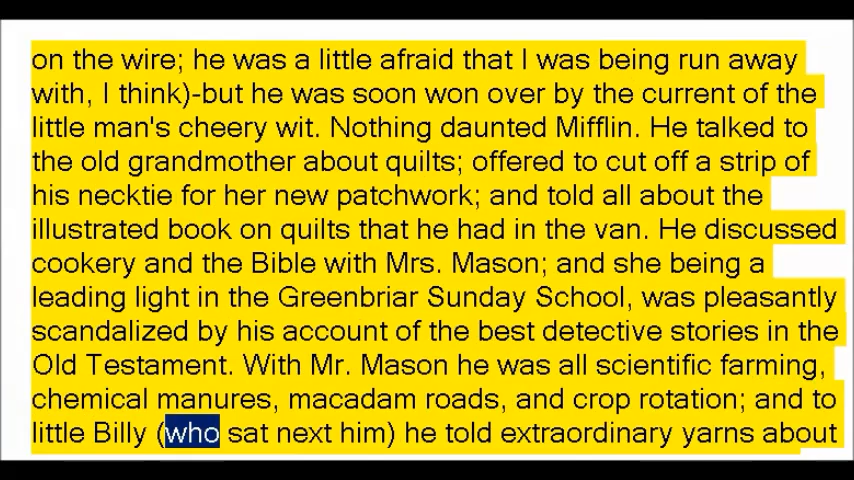 on the wire; he was a little afraid that I was being run away
with, I think)-but he was soon won over by the current of the
little man's cheery wit. Nothing daunted Mifflin. He talked to
the old grandmother about quilts; offered to cut off a strip of
his necktie for her new patchwork; and told all about the
illustrated book on quilts that he had in the van. He discussed
cookery and the Bible with Mrs. Mason; and she being a
leading light in the Greenbriar Sunday School, was pleasantly
scandalized by his account of the best detective stories in the
Old Testament. With Mr. Mason he was all scientific farming,
chemical manures, macadam roads, and crop rotation; and to
little Billy (who sat next him) he told extraordinary yarns about